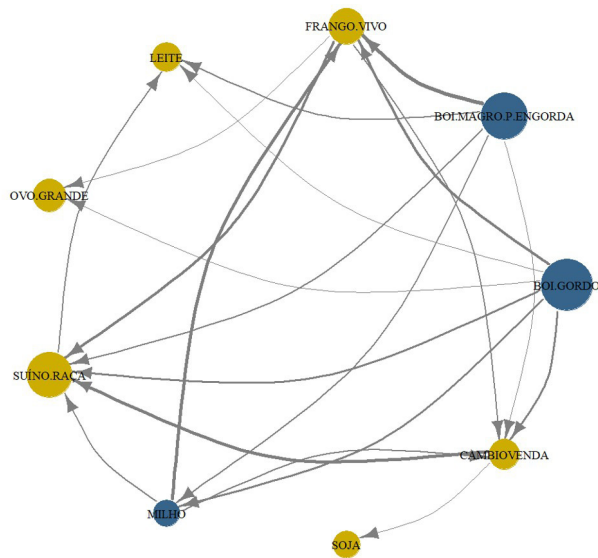 FRANGO.VIVO
LEITE
BOI.MAGRO.P.ENGORDA
OVO.GRANDE
BOI.GORDO
SUÍNO.RAÇA
CAMBIOVENDA
MILHO
SOJA